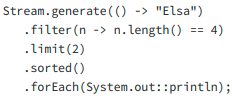 Stream.generate(() -> "Elsa")
.filter(n -> n.length() == 4)
.limit(2)
.sorted()
.forEach(System.out::println);